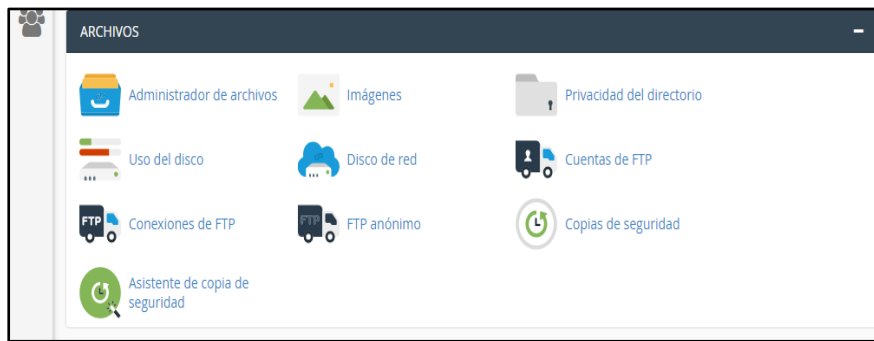 ARCHIVOS
Administrador de archivos
Imágenes
Privacidad del directorio
Uso del disco
Disco de red
Cuentas de FTP
FTP
Conexiones de FTP
FTP
FTP anónimo
Copias de seguridad
Asistente de copia de
seguridad